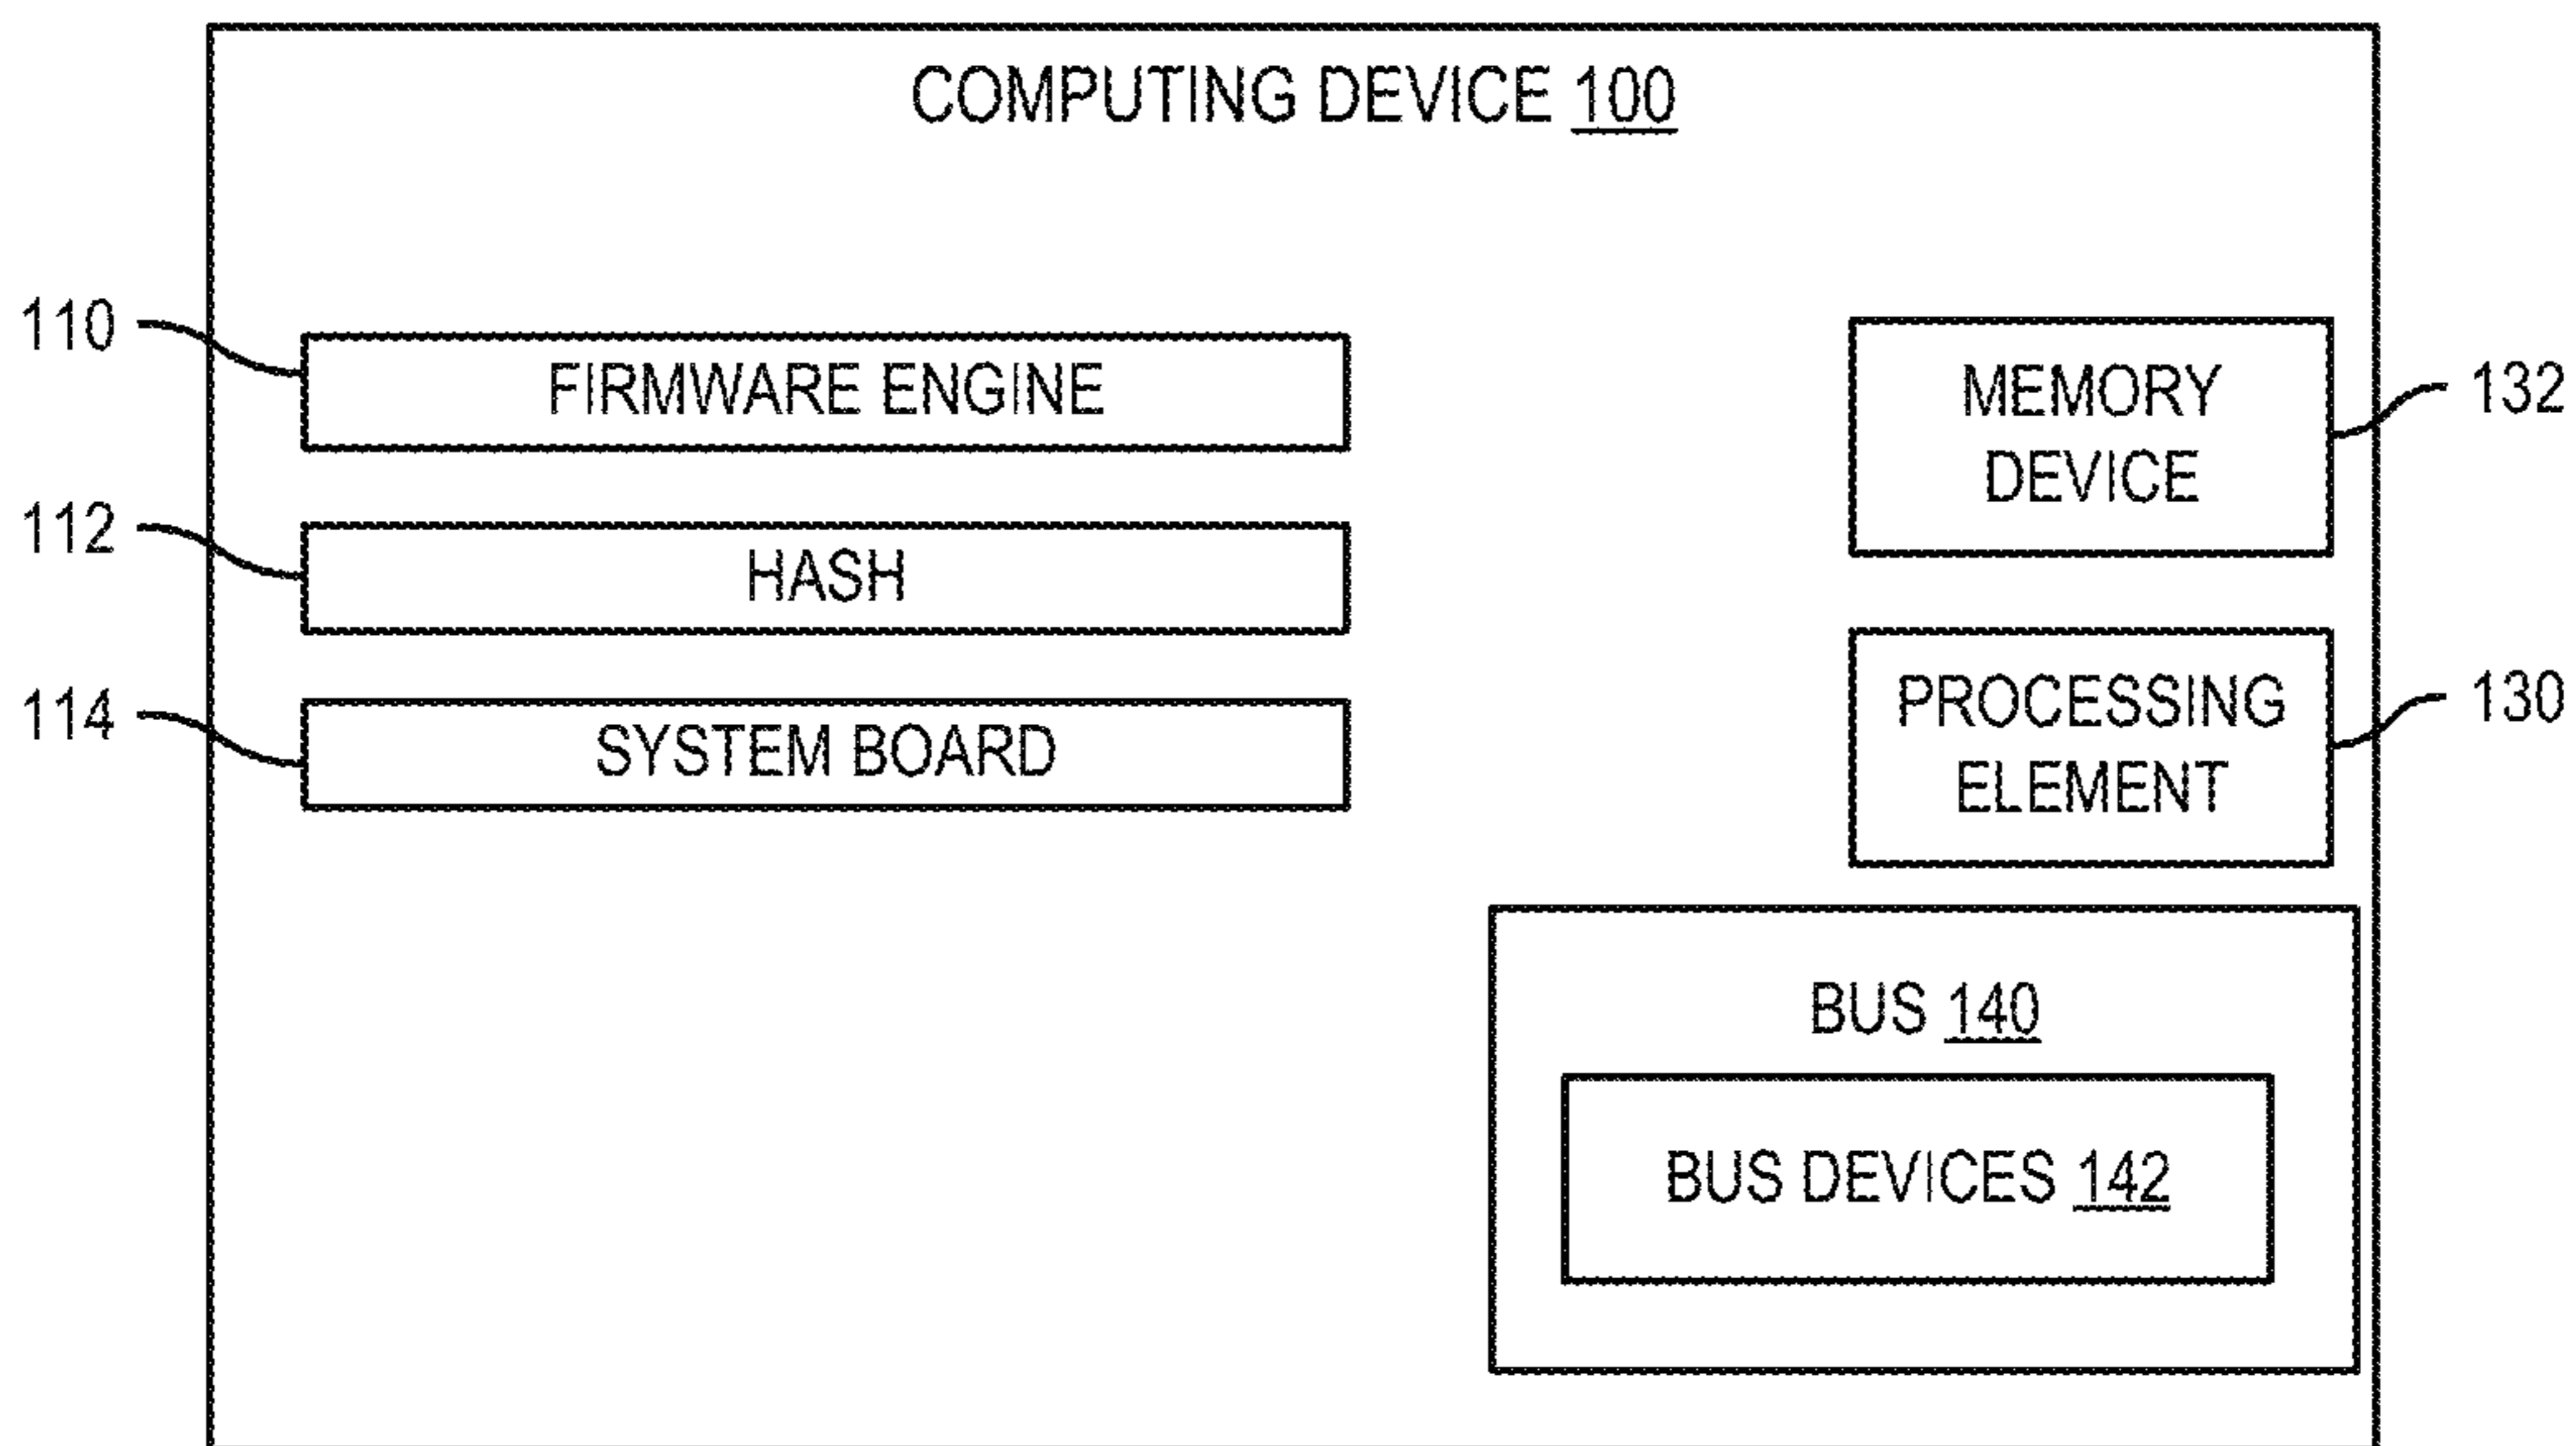 COMPUTING DEVICE 100
110
FIRMWARE ENGINE
112
HASH
114
SYSTEM BOARD
MEMORY
DEVICE
132
PROCESSING
ELEMENT
130
BUS 140
BUS DEVICES 142